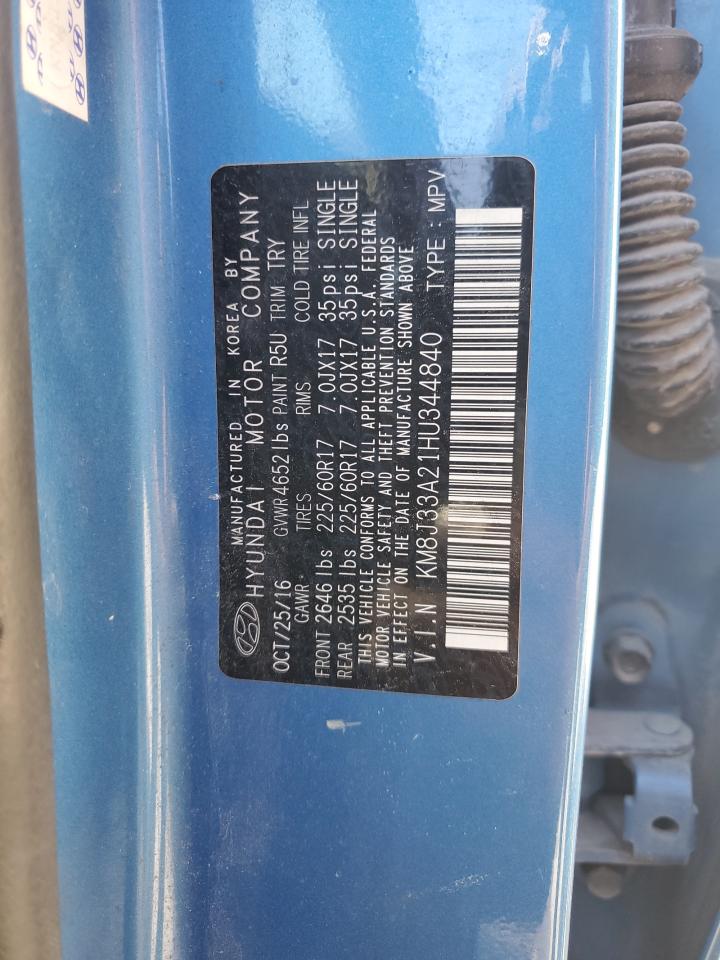 MANUFACTURED IN KOREA BY
HYUNDAI MOTOR COMPANY
OCT/25/16 GVWR 4652 lbs PAINT R5U TRIM TRY
GAWR TIRES RIMS COLD TIRE INFL
FRONT 2646 lbs 225/60R17 7.0JX17 35psi SINGLE
REAR 2535 lbs 225/60R17 7.0JX17 35psi SINGLE
THIS VEHICLE CONFORMS TO ALL APPLICABLE U.S.A. FEDERAL
MOTOR VEHICLE SAFETY AND THEFT PREVENTION STANDARDS
IN EFFECT ON THE DATE OF MANUFACTURE SHOWN ABOVE
V.I.N KM8J33A21HU344840 TYPE : MPV